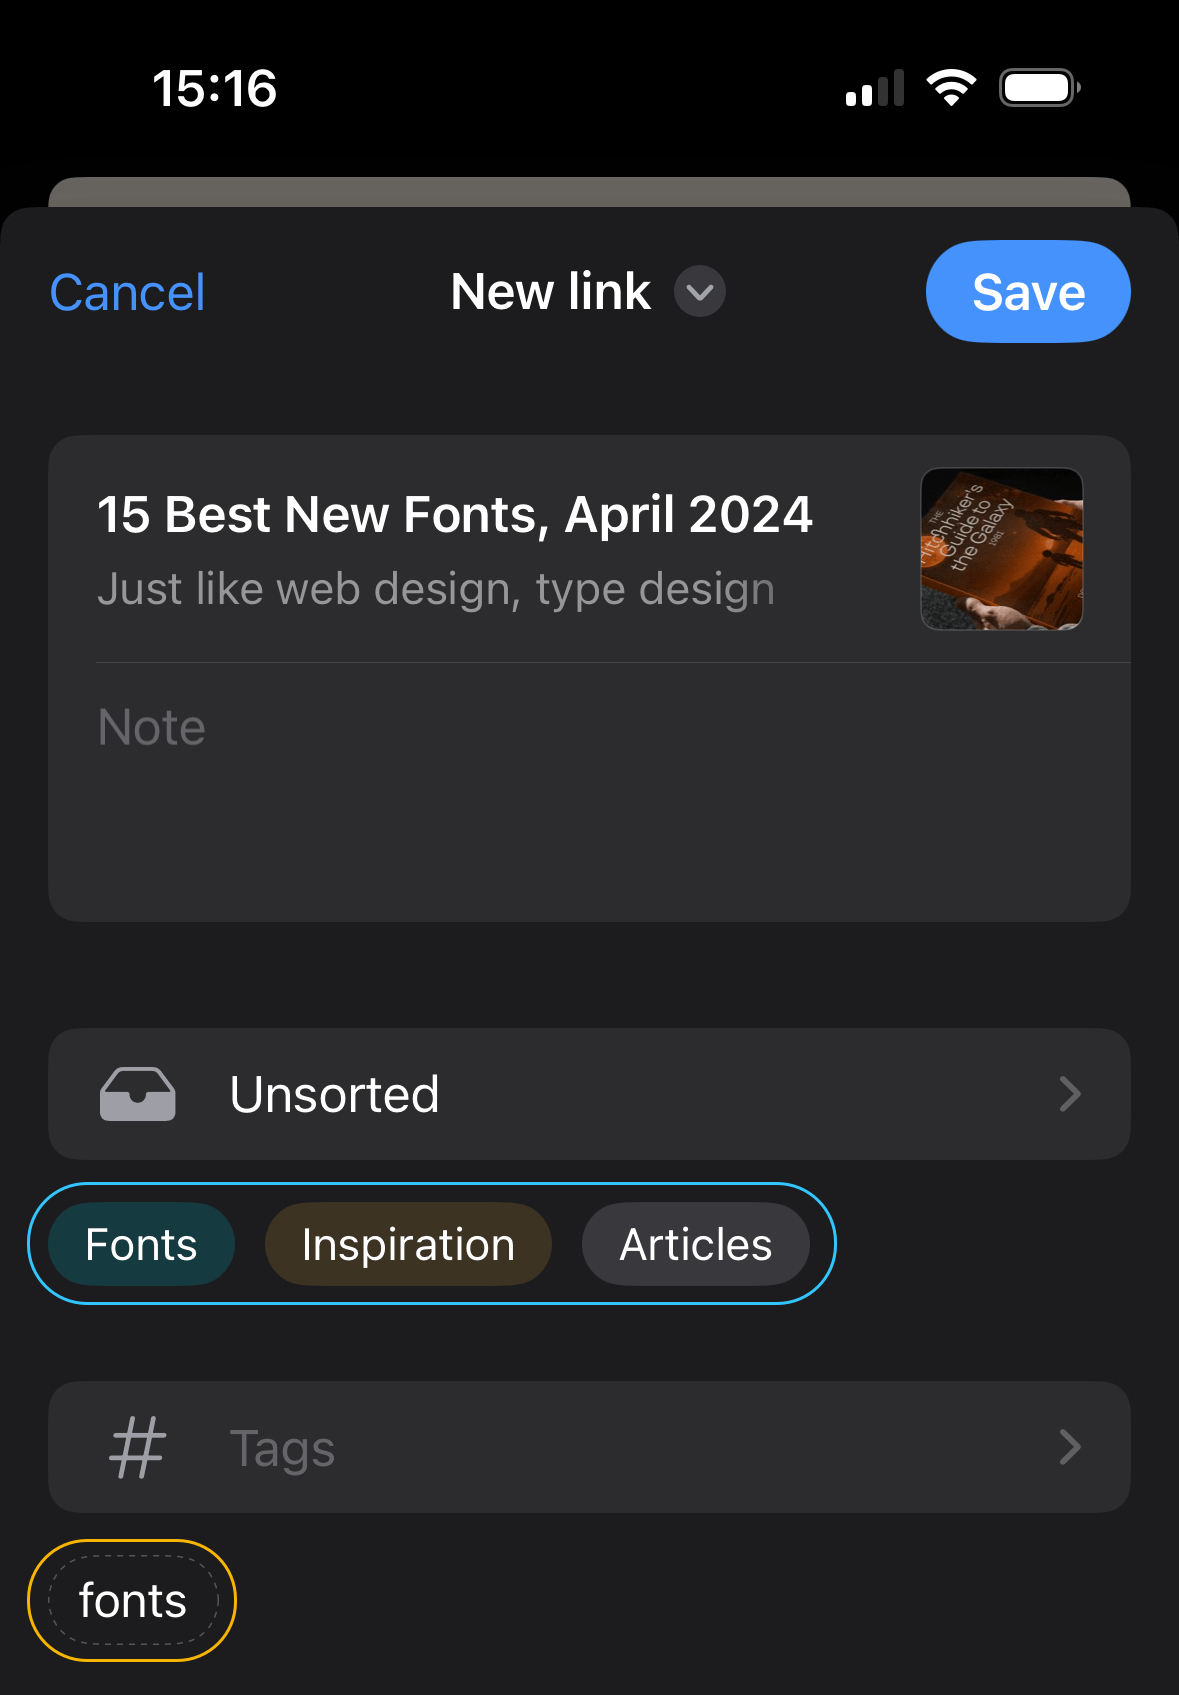 15:16
Cancel
New link
Save
15 Best New Fonts, April 2024
Just like web design, type design
THE
Hitchhiker's
Guide to
the Galaxy
1981
Note
Unsorted
Fonts
Inspiration
Articles
# Tags
fonts